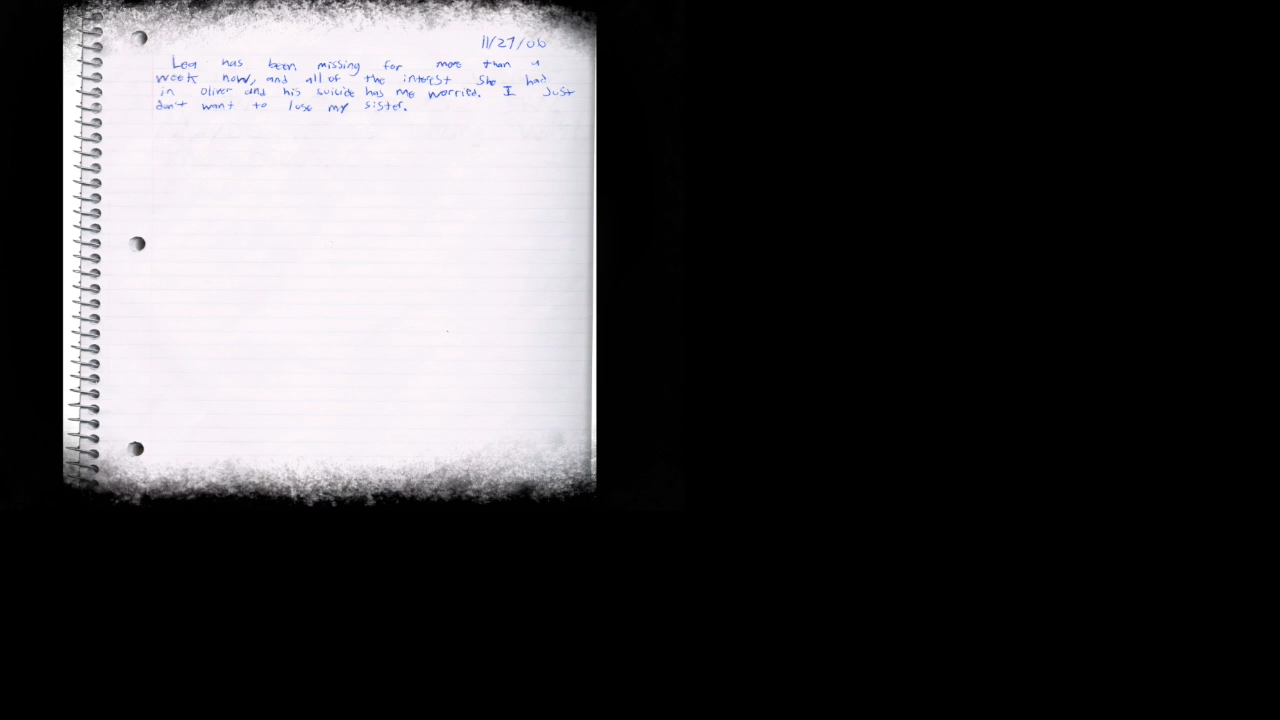 11/27/06
Lea has been missing for more than a
week now, and all of the interest she had
in Oliver and his suicide has me worried. I just
don't want to lose my sister.